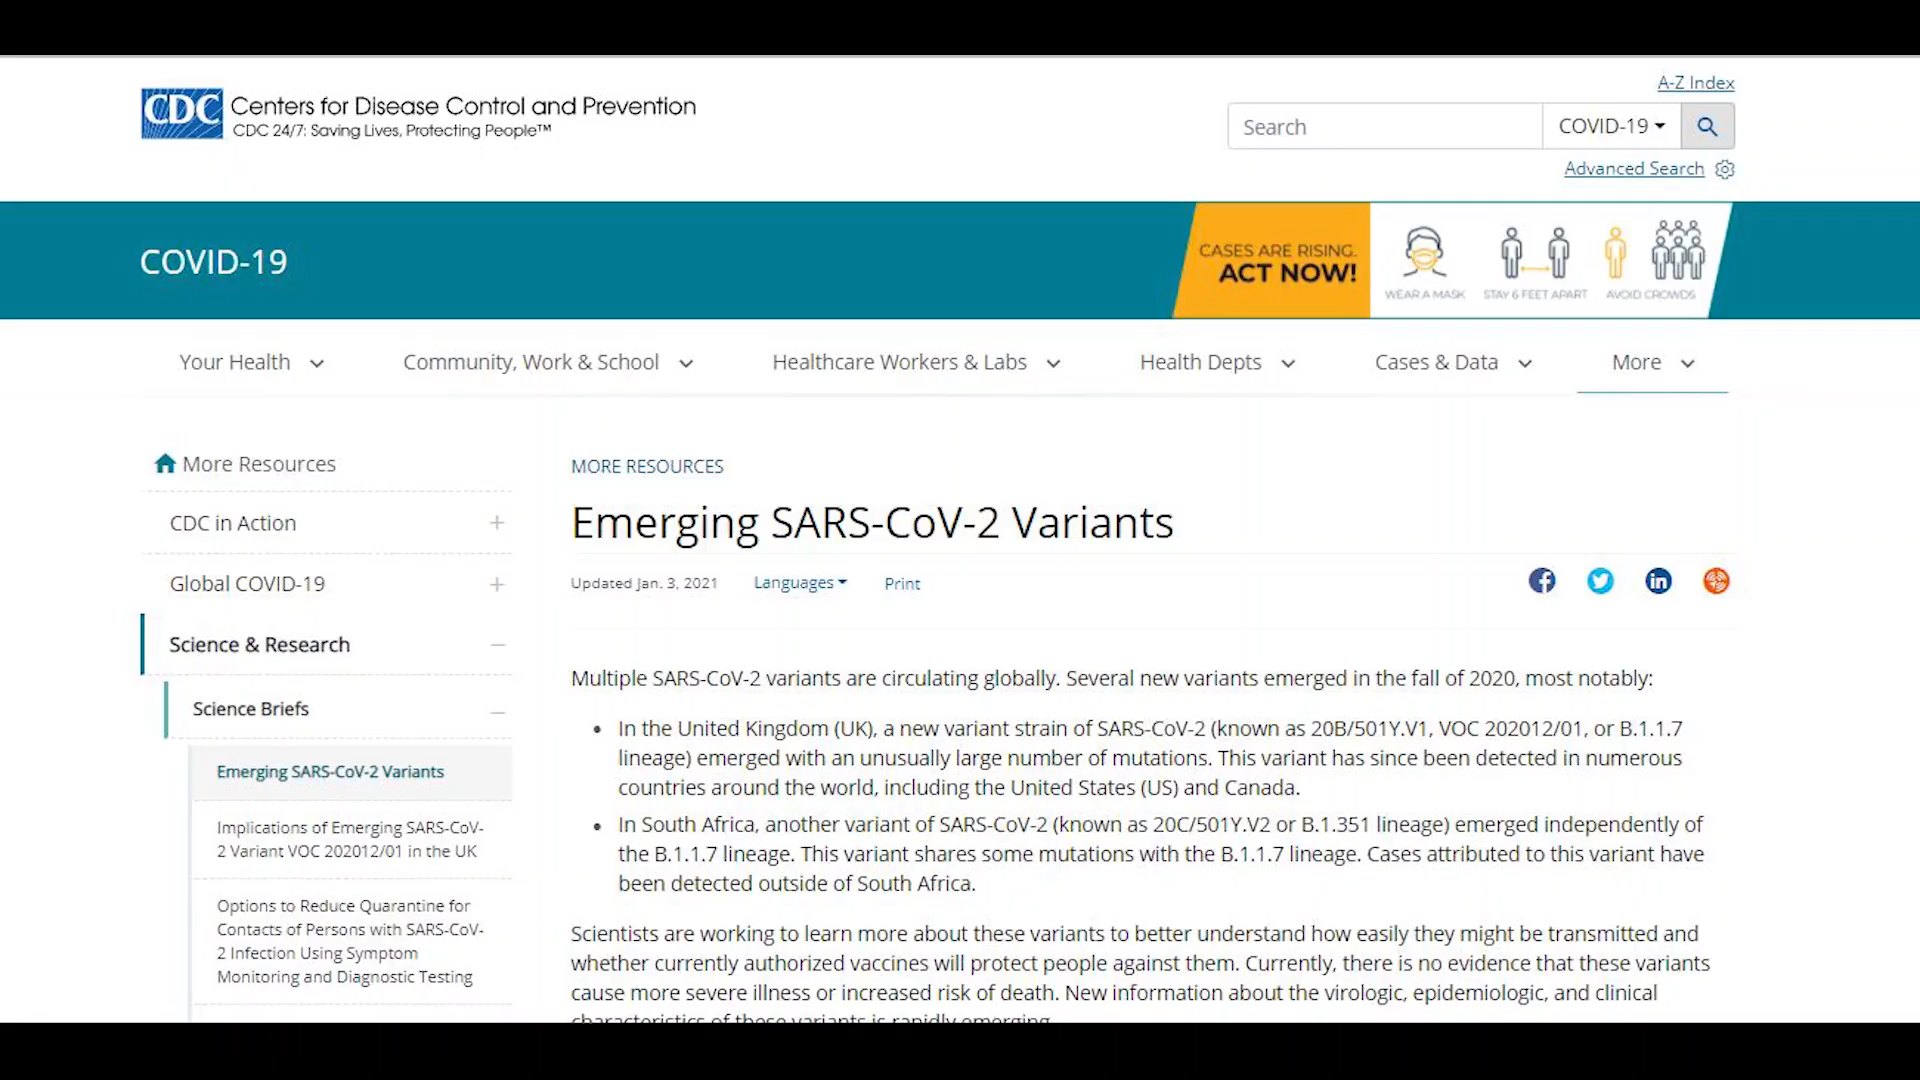 A-Z Index
CDC Centers for Disease Control and Prevention
CDC 24/7: Saving Lives, Protecting People™
Search
COVID-19
Advanced Search
COVID-19
CASES ARE RISING.
ACT NOW!
WEAR A MASK
STAY 6 FEET APART
AVOID CROWDS
Your Health
Community, Work & School
Healthcare Workers & Labs
Health Depts
Cases & Data
More
More Resources
CDC in Action
Global COVID-19
Science & Research
Science Briefs
Emerging SARS-CoV-2 Variants
Implications of Emerging SARS-CoV-
2 Variant VOC 202012/01 in the UK
Options to Reduce Quarantine for
Contacts of Persons with SARS-CoV-
2 Infection Using Symptom
Monitoring and Diagnostic Testing
MORE RESOURCES
Emerging SARS-CoV-2 Variants
Updated Jan. 3, 2021
Languages
Print
Multiple SARS-CoV-2 variants are circulating globally. Several new variants emerged in the fall of 2020, most notably:
• In the United Kingdom (UK), a new variant strain of SARS-CoV-2 (known as 20B/501Y.V1, VOC 202012/01, or B.1.1.7
lineage) emerged with an unusually large number of mutations. This variant has since been detected in numerous
countries around the world, including the United States (US) and Canada.
• In South Africa, another variant of SARS-CoV-2 (known as 20C/501Y.V2 or B.1.351 lineage) emerged independently of
the B.1.1.7 lineage. This variant shares some mutations with the B.1.1.7 lineage. Cases attributed to this variant have
been detected outside of South Africa.
Scientists are working to learn more about these variants to better understand how easily they might be transmitted and
whether currently authorized vaccines will protect people against them. Currently, there is no evidence that these variants
cause more severe illness or increased risk of death. New information about the virologic, epidemiologic, and clinical
characteristics of these variants is rapidly emerging.